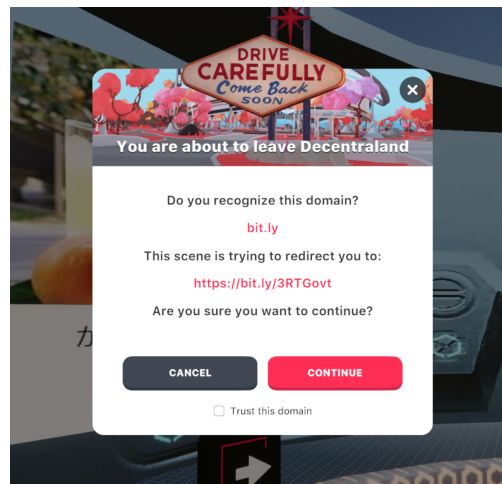 DRIVE
CAREFULLY
Come Back
SOON
You are about to leave Decentraland
Do you recognize this domain?
bit.ly
This scene is trying to redirect you to:
https://bit.ly/3RTGovt
Are you sure you want to continue?
CANCEL
CONTINUE
Trust this domain